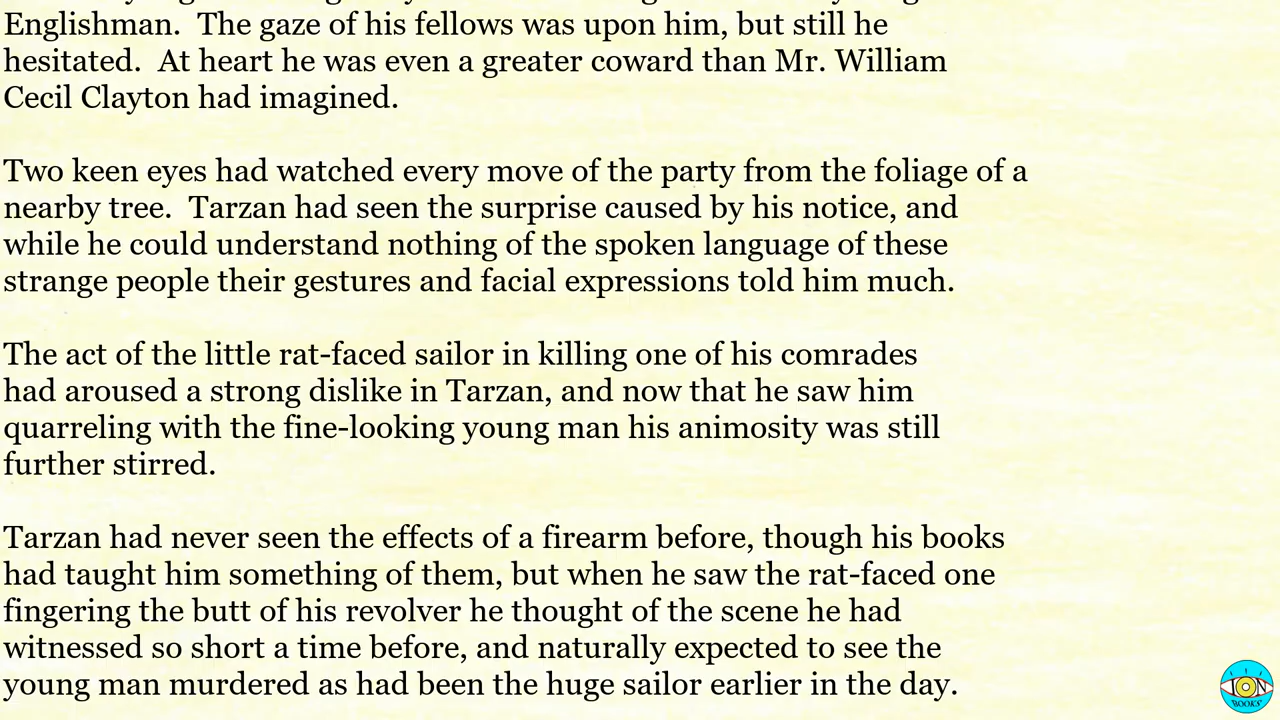 Englishman.  The gaze of his fellows was upon him, but still he
hesitated.  At heart he was even a greater coward than Mr. William
Cecil Clayton had imagined.
Two keen eyes had watched every move of the party from the foliage of a
nearby tree.  Tarzan had seen the surprise caused by his notice, and
while he could understand nothing of the spoken language of these
strange people their gestures and facial expressions told him much.
The act of the little rat-faced sailor in killing one of his comrades
had aroused a strong dislike in Tarzan, and now that he saw him
quarreling with the fine-looking young man his animosity was still
further stirred.
Tarzan had never seen the effects of a firearm before, though his books
had taught him something of them, but when he saw the rat-faced one
fingering the butt of his revolver he thought of the scene he had
witnessed so short a time before, and naturally expected to see the
young man murdered as had been the huge sailor earlier in the day.
ION
BOOKS